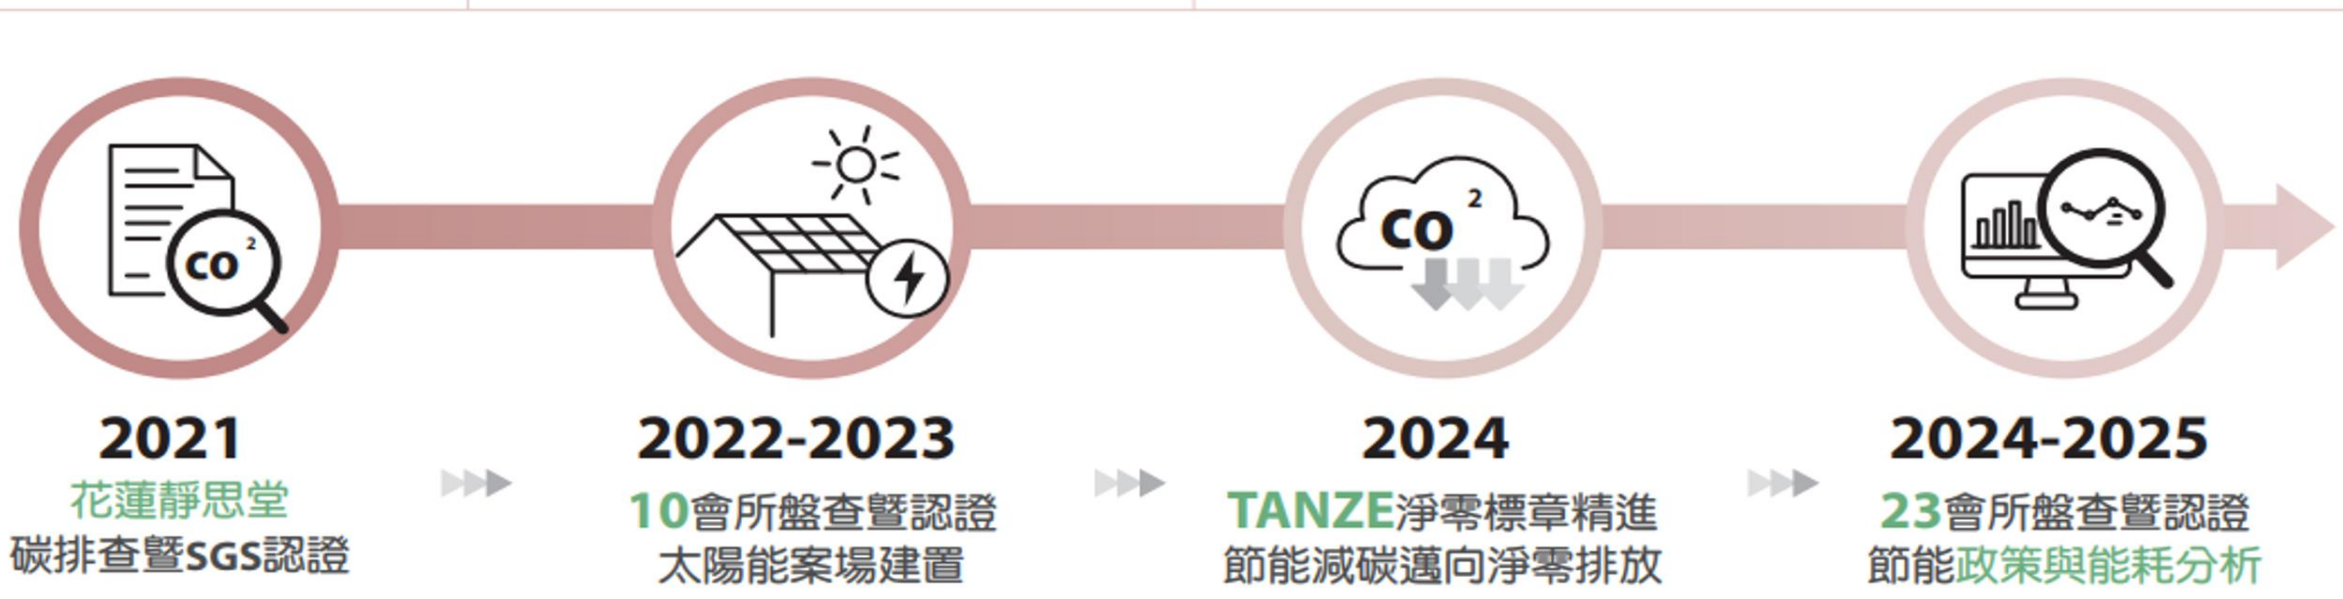 co2
co2
2021
花蓮靜思堂
碳排查暨SGS認證
2022-2023
10會所盤查暨認證
太陽能案場建置
2024
TANZE淨零標章精進
節能減碳邁向淨零排放
2024-2025
23會所盤查暨認證
節能政策與能耗分析